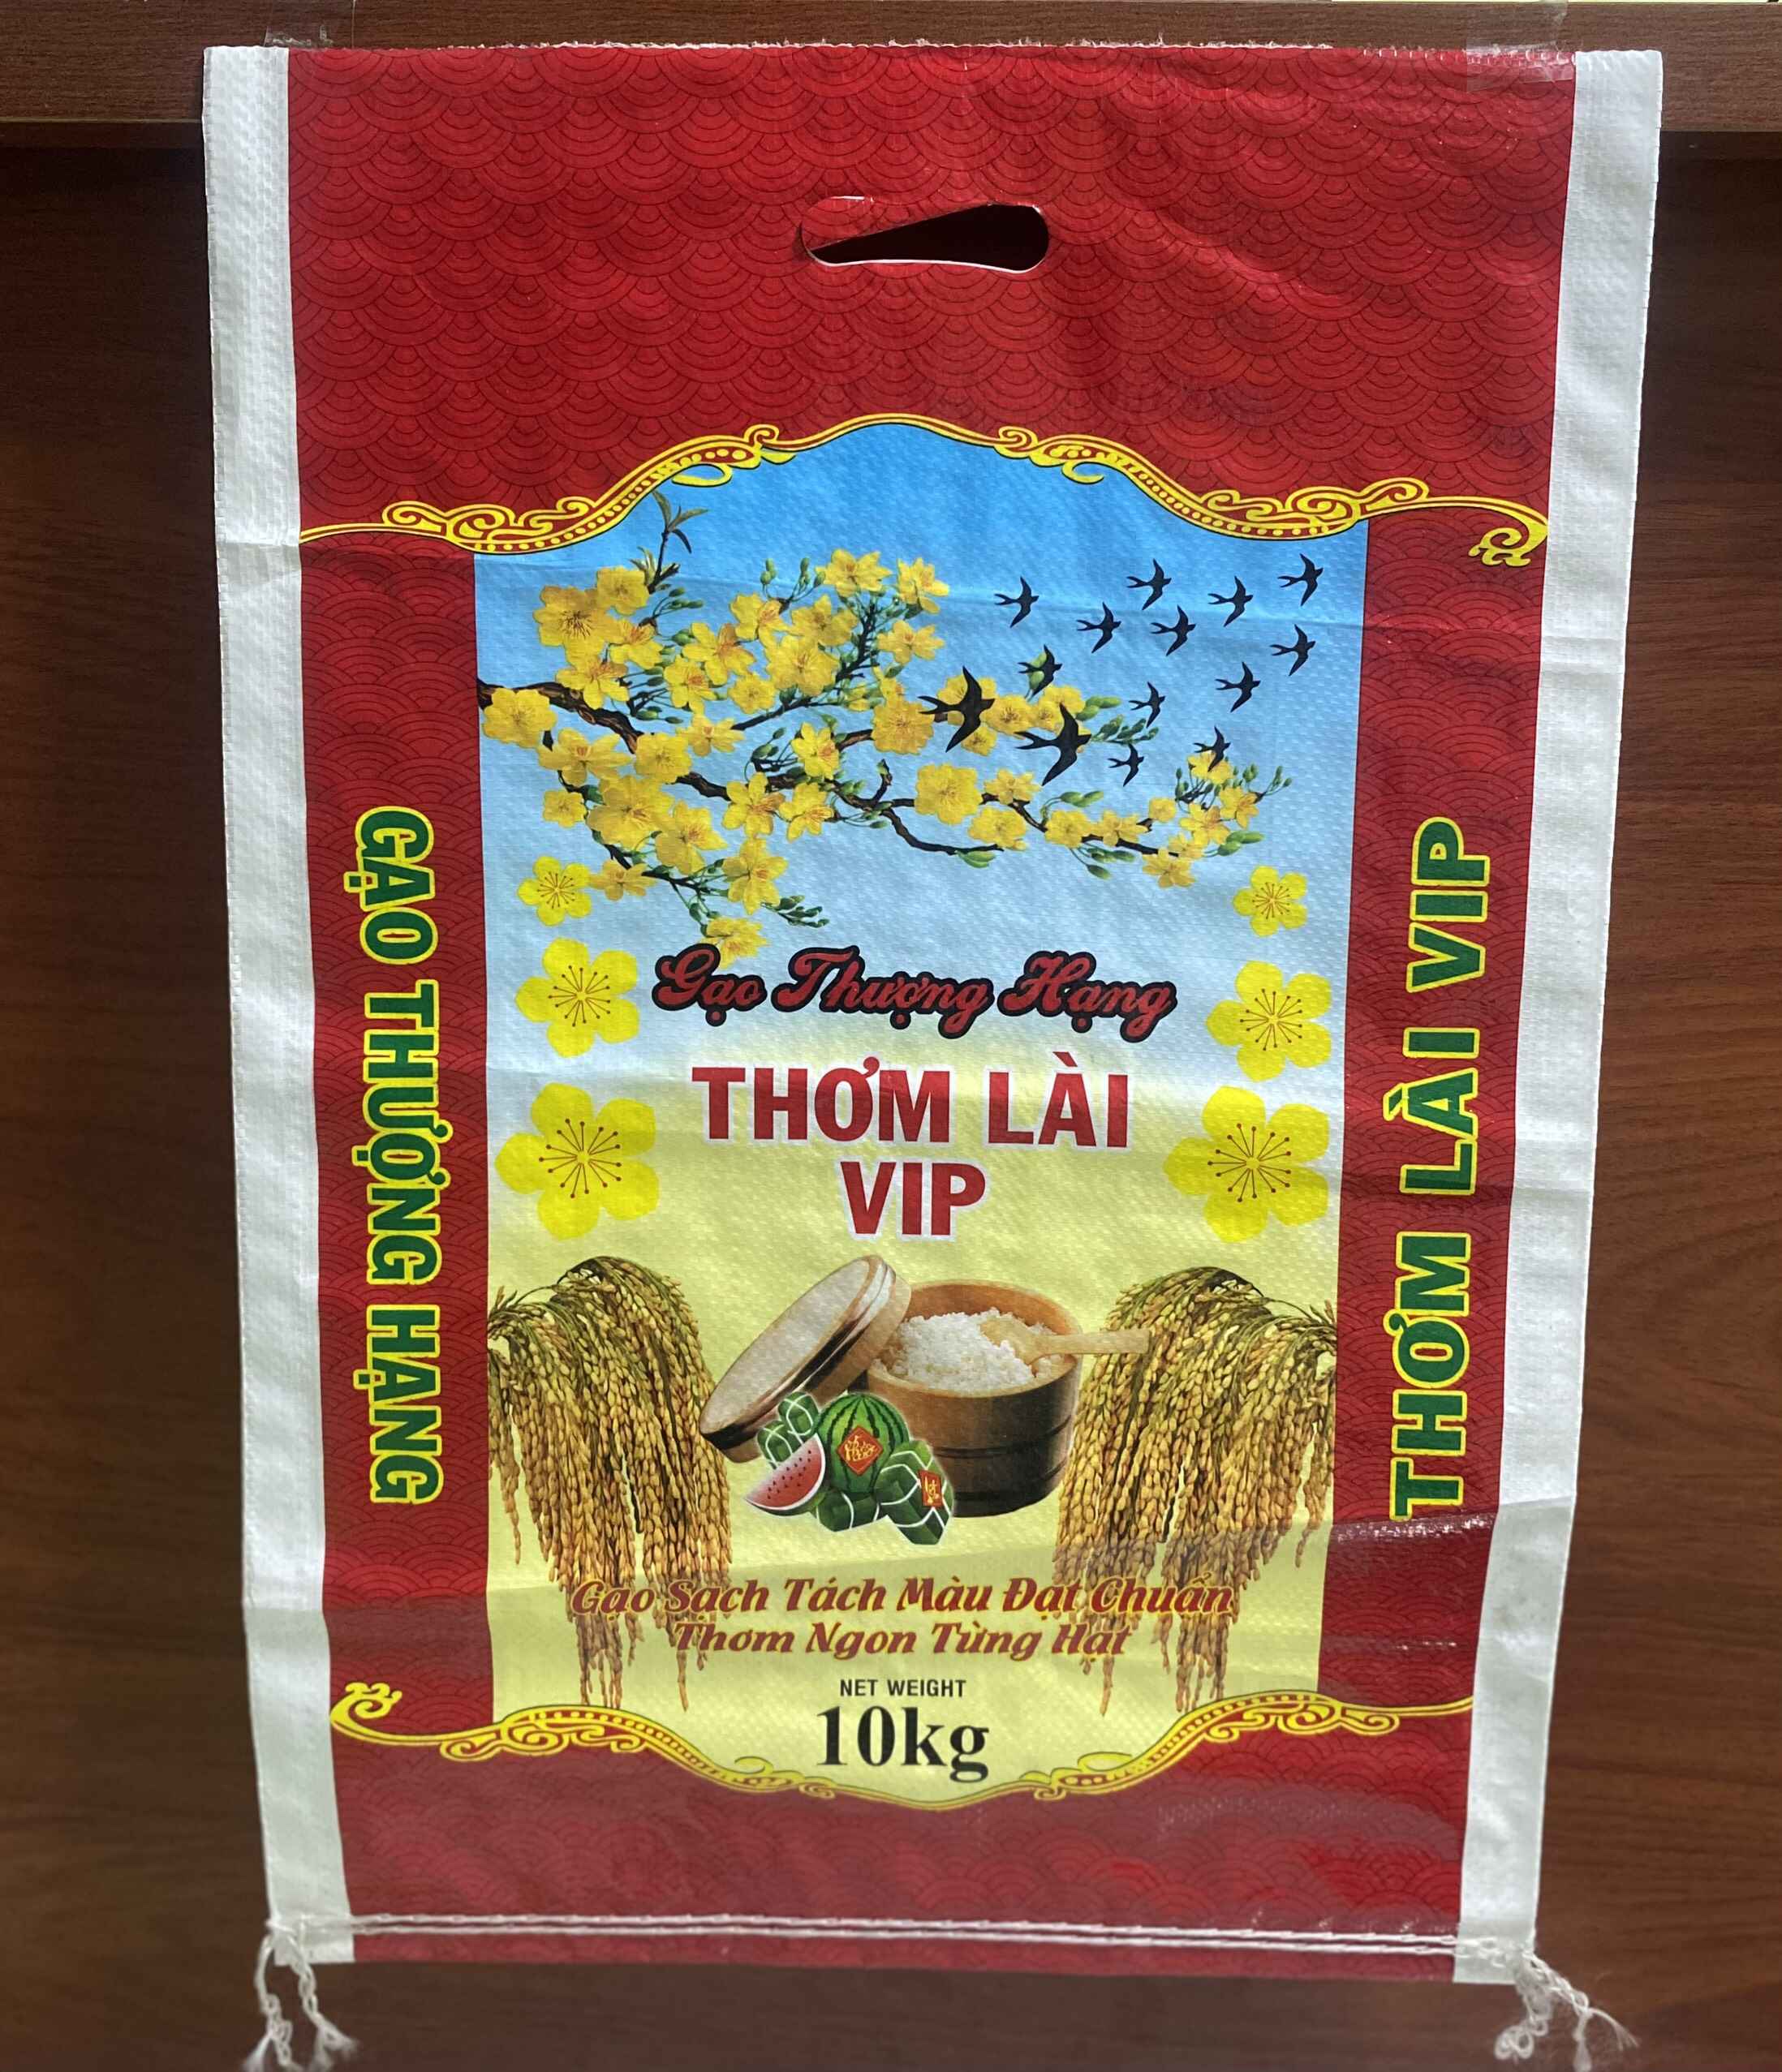 Gạo Thượng Hạng
THƠM LÀI
VIP
GẠO THƯỢNG HẠNG
THƠM LÀI VIP
Gạo Sạch Tách Màu Đạt Chuẩn
Thơm Ngon Từng Hạt
NET WEIGHT
10kg